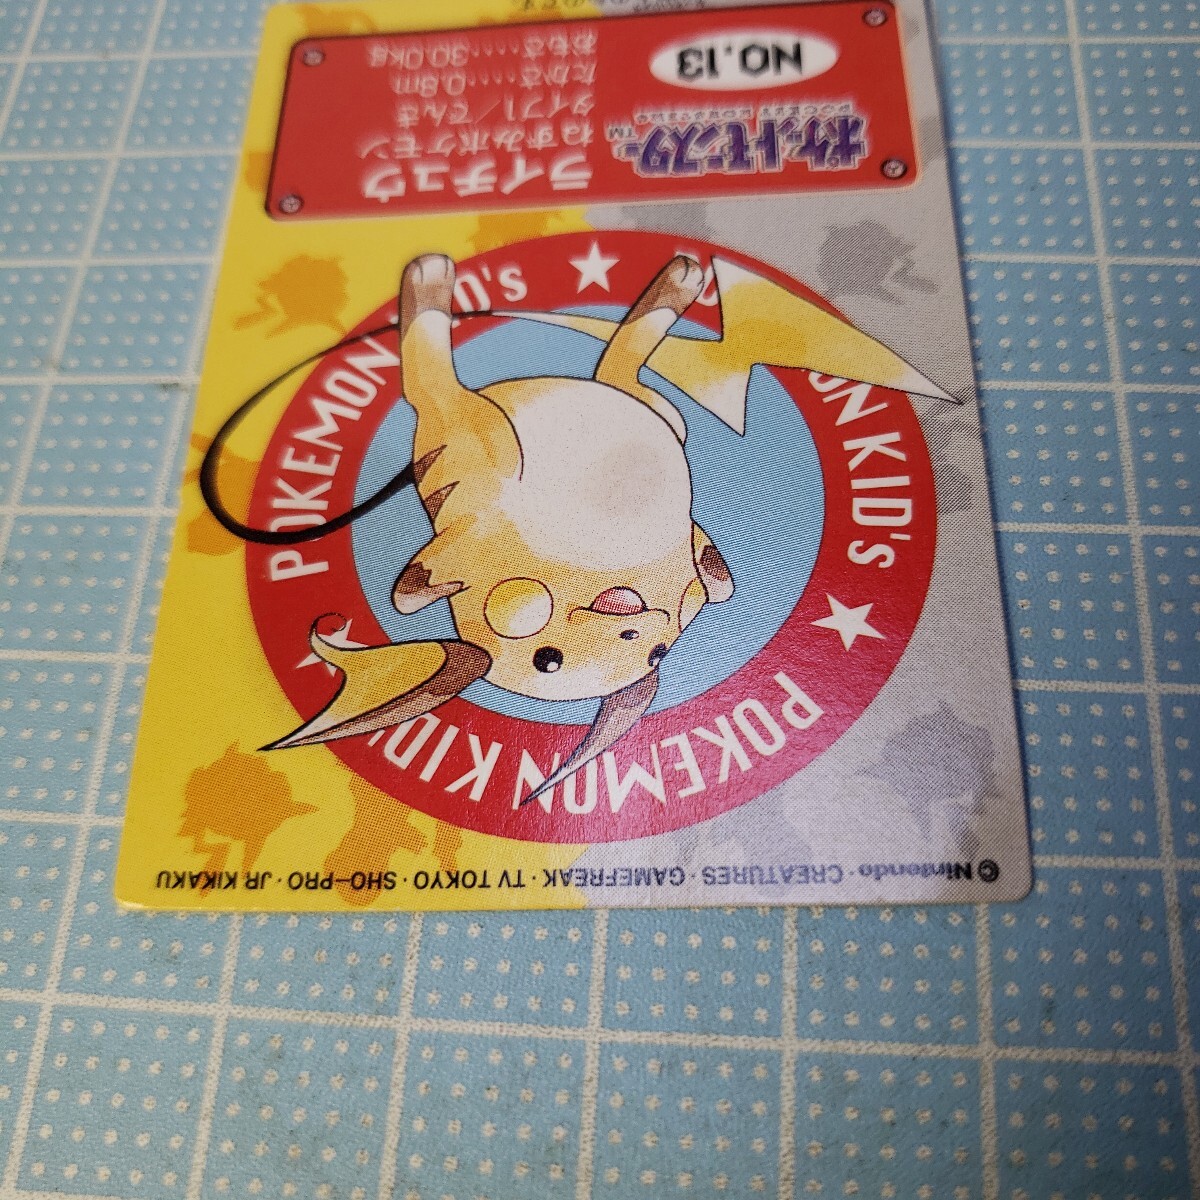 © Nintendo · CREATURES · GAMEFREAK · TV TOKYO · SHO-PRO · JR KIKAKU
POKEMON KID's
POKEMON KID's
POKEMON KID's
ポケットモンスター™
POCKET MONSTERS
NO.13
ライチュウ
ねずみポケモン
タイプ1/でんき
たかさ‥‥0.8m
おもさ‥‥30.0kg